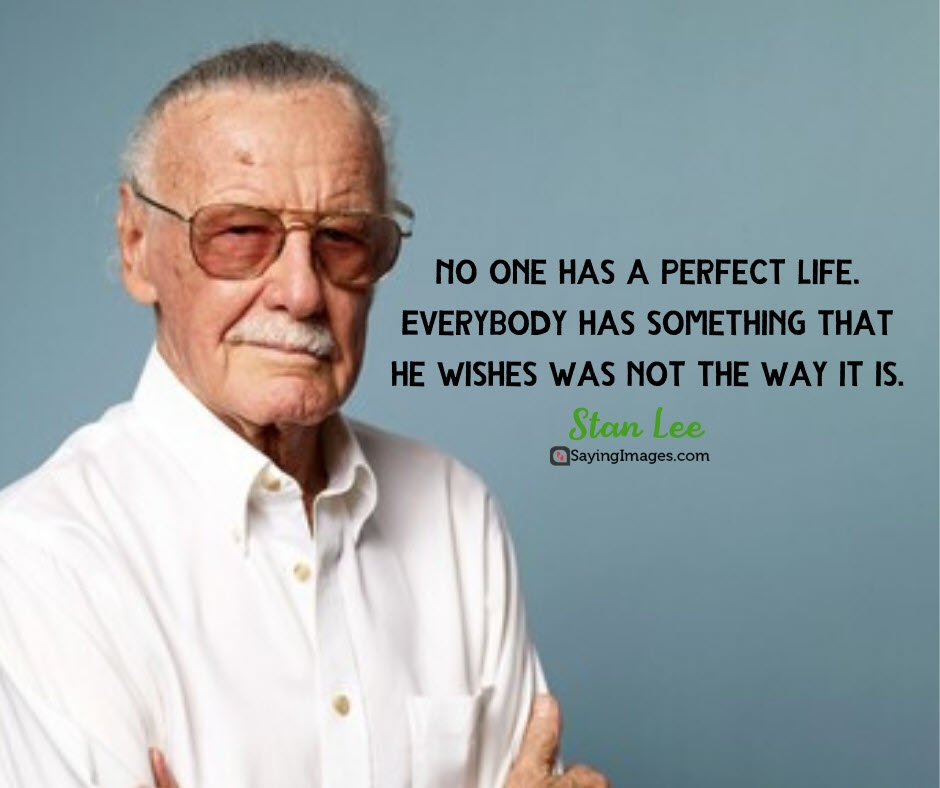 NO ONE HAS A PERFECT LIFE.
EVERYBODY HAS SOMETHING THAT
HE WISHES WAS NOT THE WAY IT IS.
Stan Lee
SayingImages.com